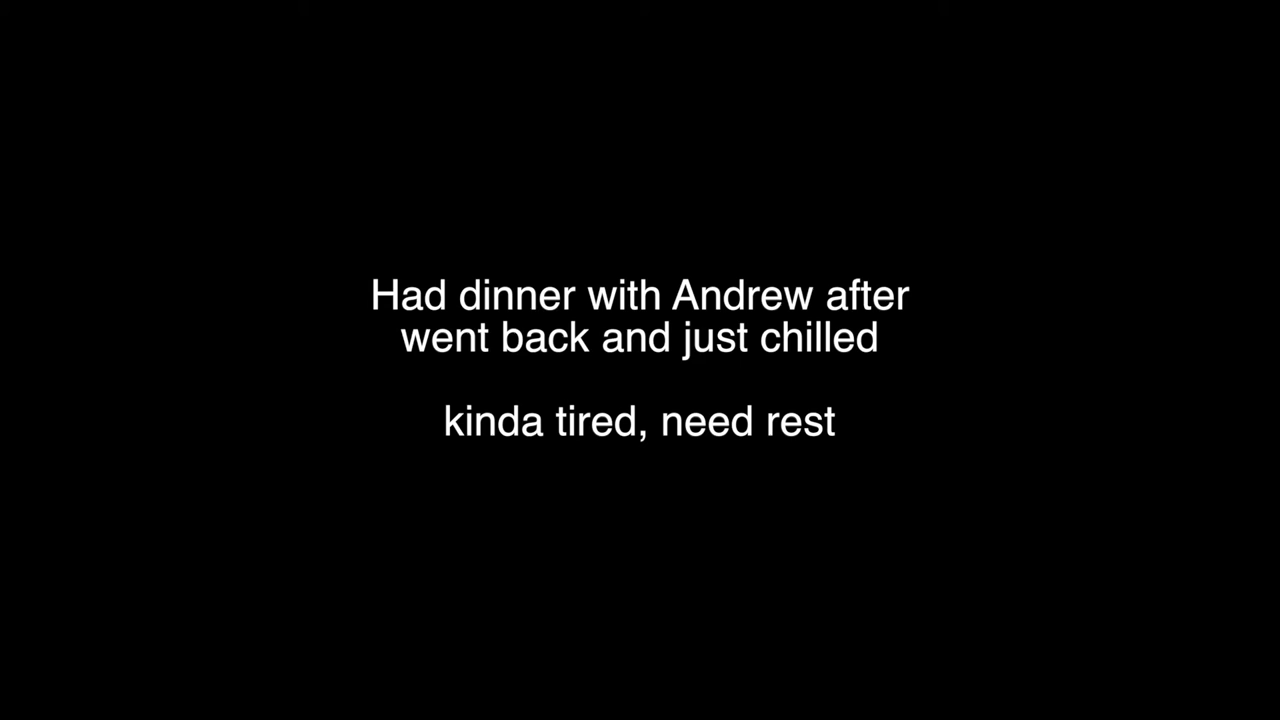 Had dinner with Andrew after
went back and just chilled
kinda tired, need rest